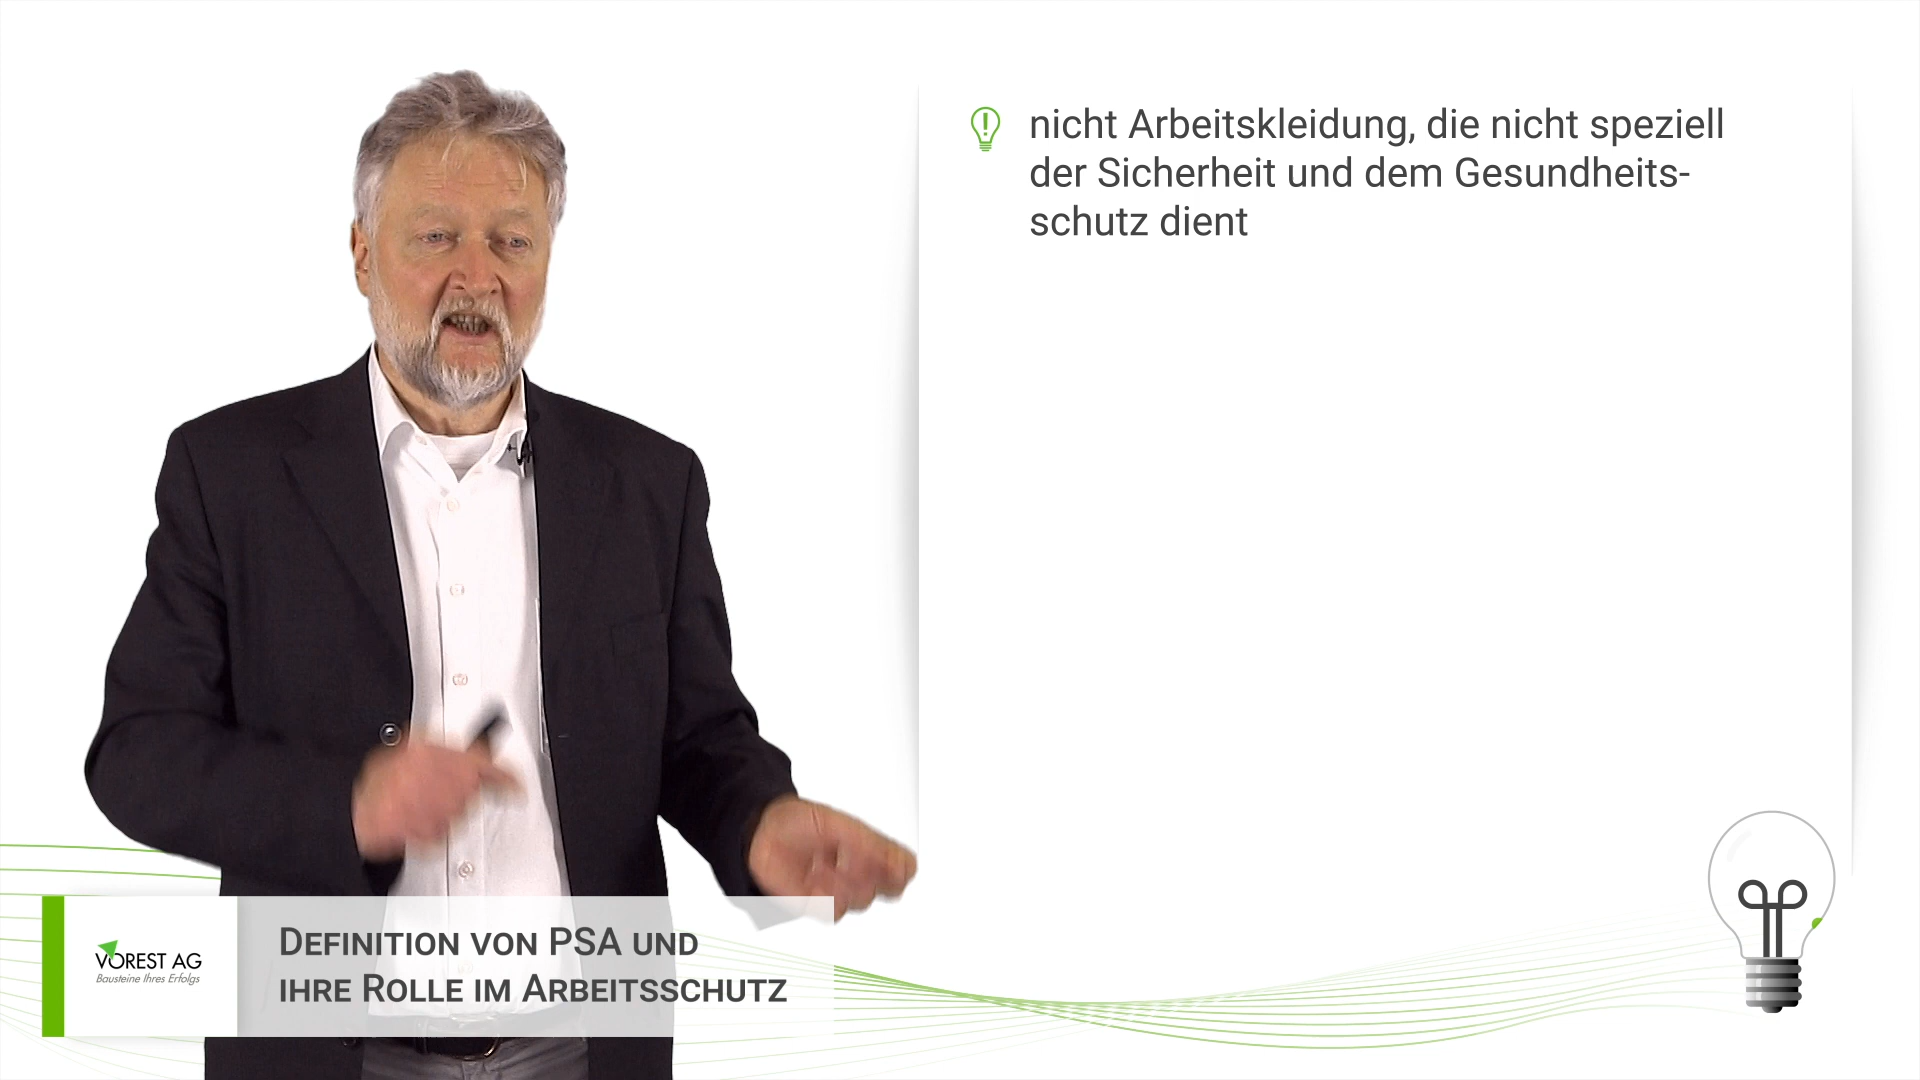 nicht Arbeitskleidung, die nicht speziell
der Sicherheit und dem Gesundheits-
schutz dient
VOREST AG
Bausteine Ihres Erfolgs
Definition von PSA und
ihre Rolle im Arbeitsschutz